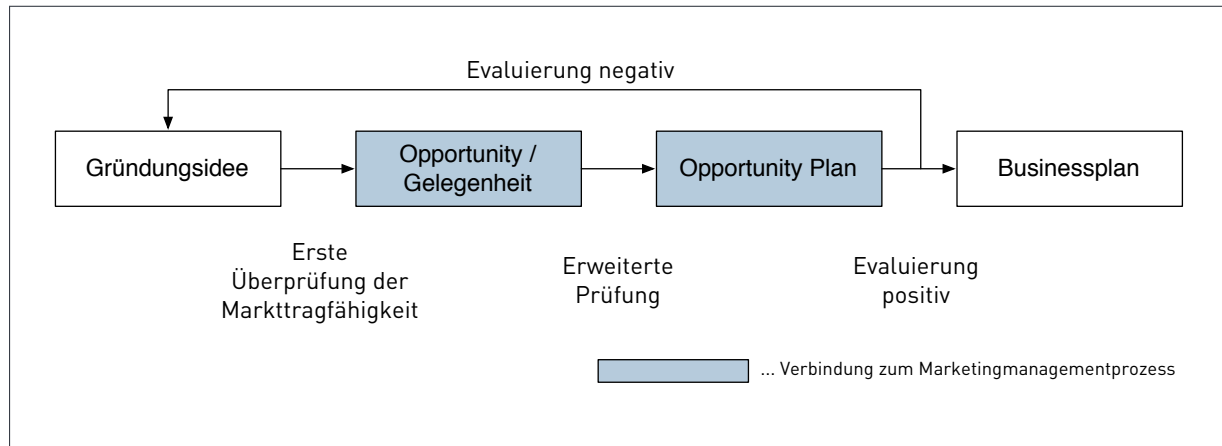 Evaluierung negativ
Gründungsidee
Opportunity /
Gelegenheit
Opportunity Plan
Businessplan
Erste
Überprüfung der
Markttragfähigkeit
Erweiterte
Prüfung
Evaluierung
positiv
... Verbindung zum Marketingmanagementprozess